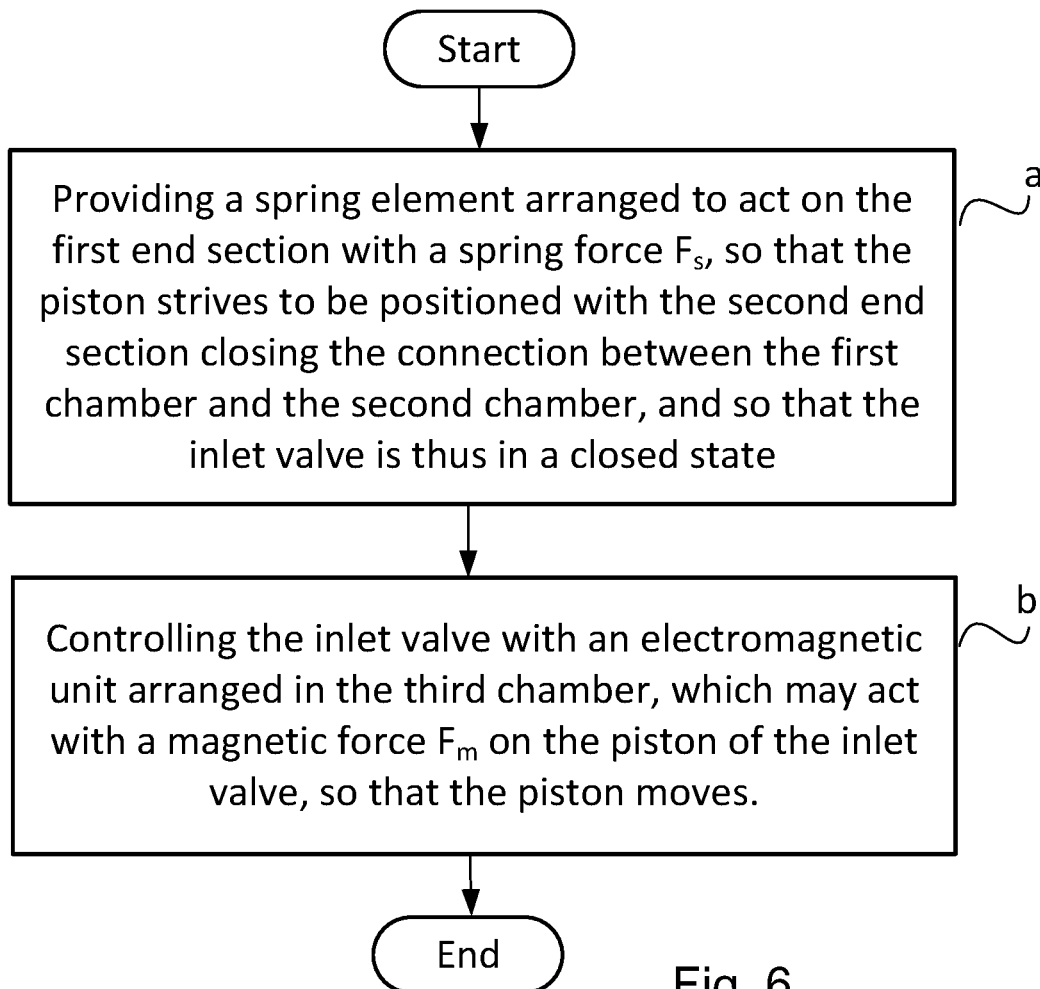 Start
Providing a spring element arranged to act on the
first end section with a spring force Fs, so that the
piston strives to be positioned with the second end
section closing the connection between the first
chamber and the second chamber, and so that the
inlet valve is thus in a closed state
a
Controlling the inlet valve with an electromagnetic
unit arranged in the third chamber, which may act
with a magnetic force Fm on the piston of the inlet
valve, so that the piston moves.
b
End
Fig. 6